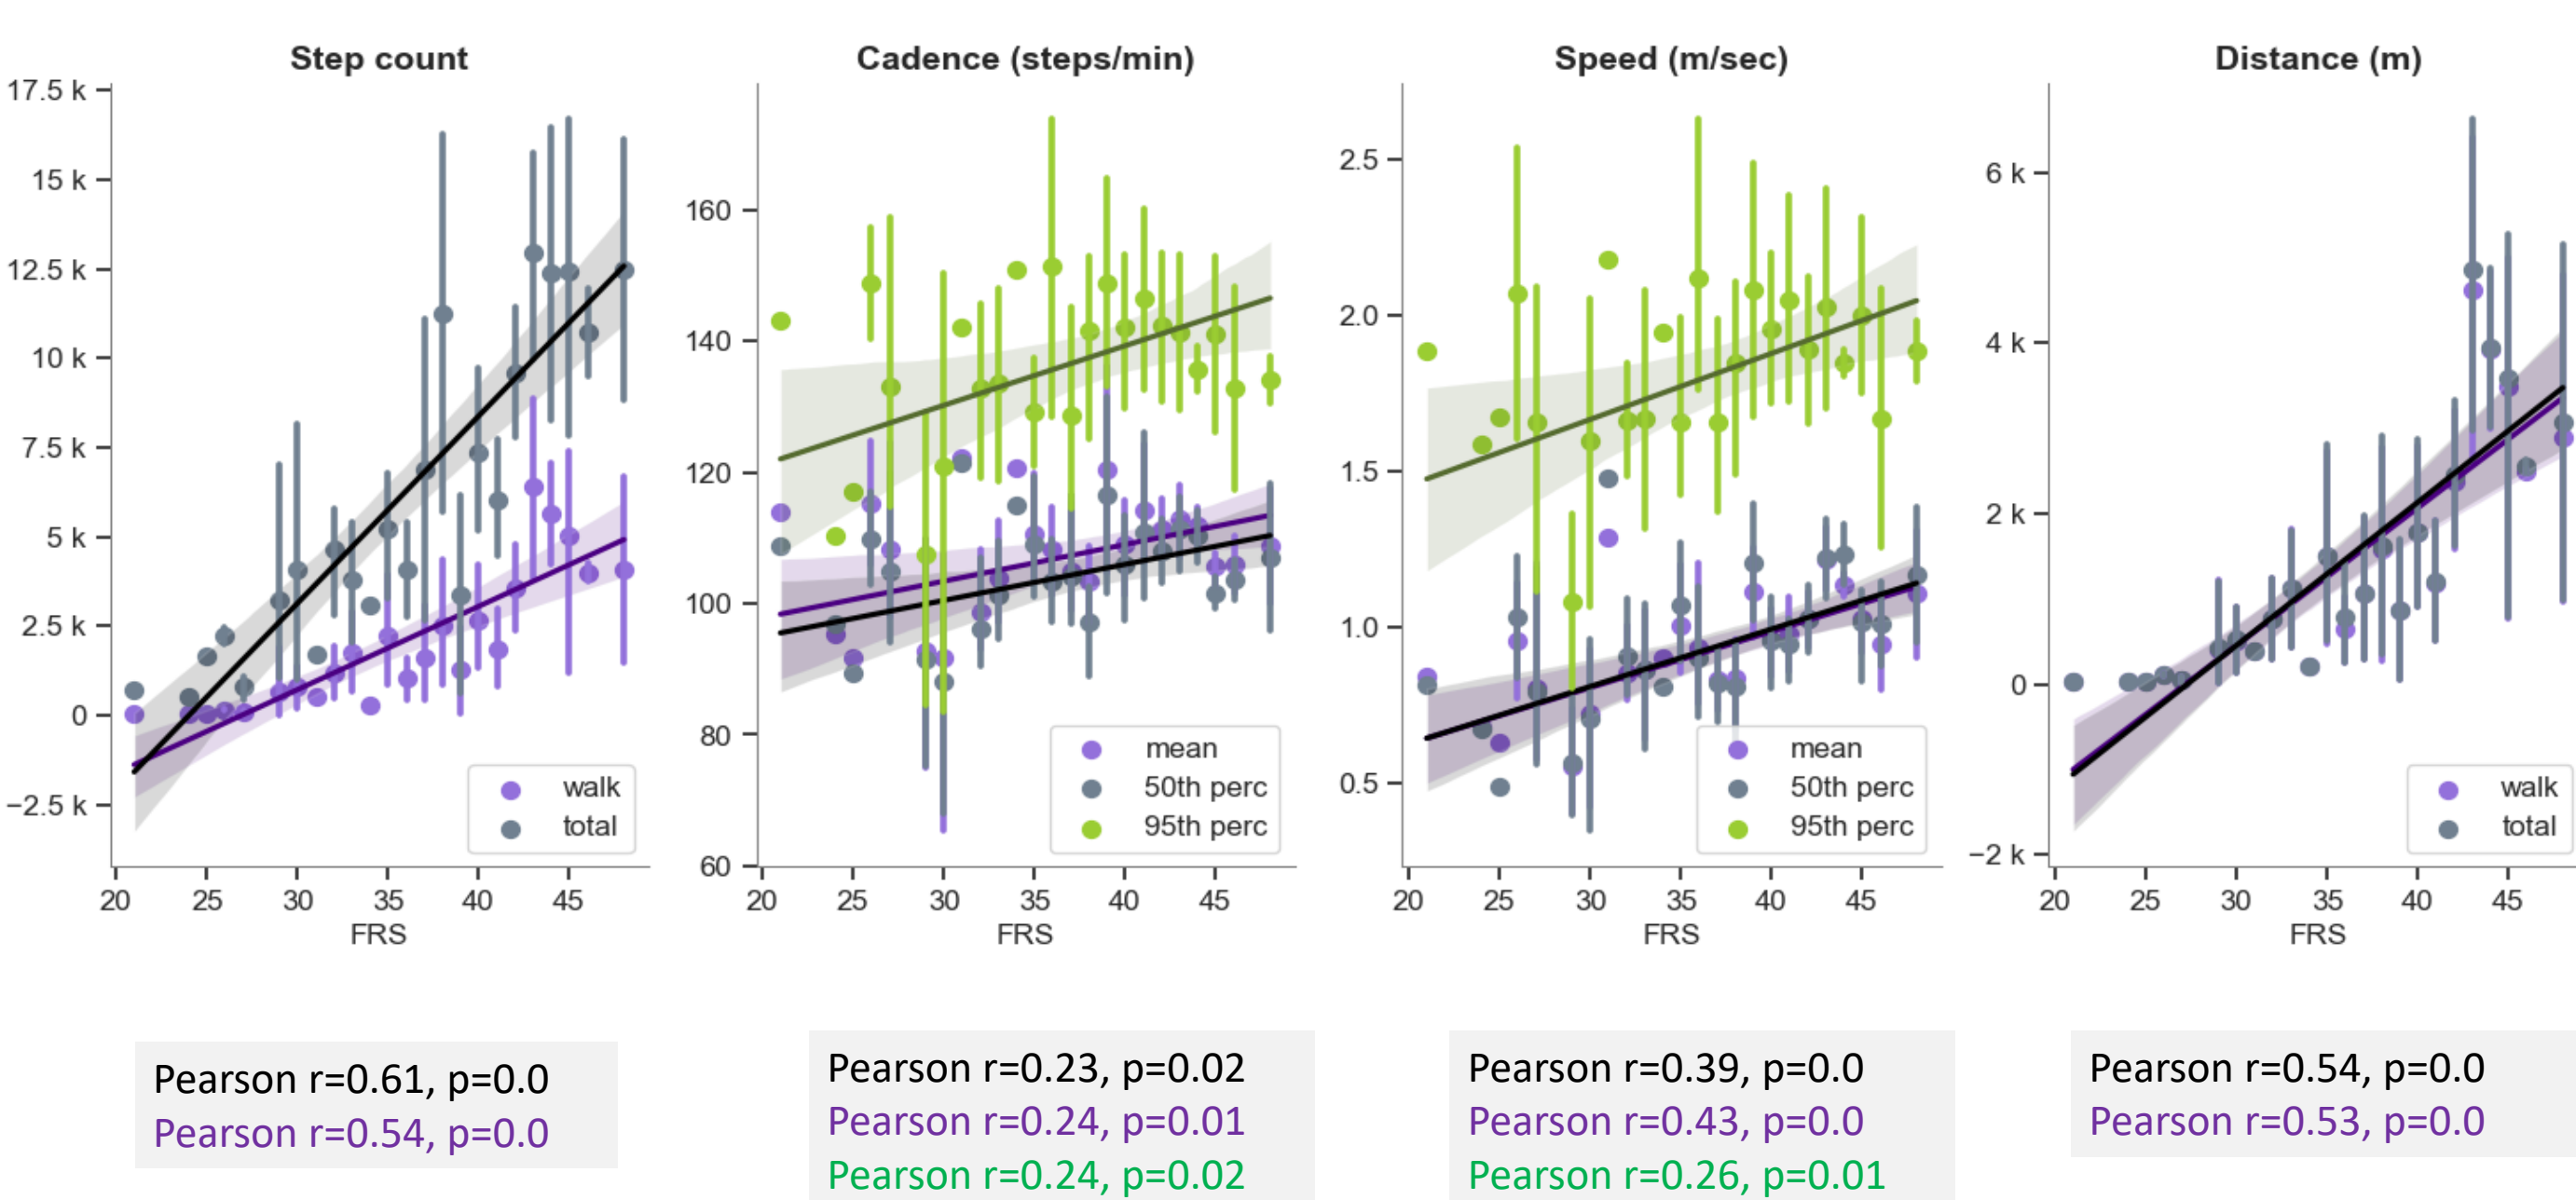 Step count
17.5 k
15 k
12.5 k
10 k
7.5 k
5 k
2.5 k
0
−2.5 k
20 25 30 35 40 45
FRS
walk
total
Cadence (steps/min)
160
140
120
100
80
60
20 25 30 35 40 45
FRS
mean
50th perc
95th perc
Speed (m/sec)
2.5
2.0
1.5
1.0
0.5
20 25 30 35 40 45
FRS
mean
50th perc
95th perc
Distance (m)
6 k
4 k
2 k
0
−2 k
20 25 30 35 40 45
FRS
walk
total
Pearson r=0.61, p=0.0
Pearson r=0.54, p=0.0
Pearson r=0.23, p=0.02
Pearson r=0.24, p=0.01
Pearson r=0.24, p=0.02
Pearson r=0.39, p=0.0
Pearson r=0.43, p=0.0
Pearson r=0.26, p=0.01
Pearson r=0.54, p=0.0
Pearson r=0.53, p=0.0